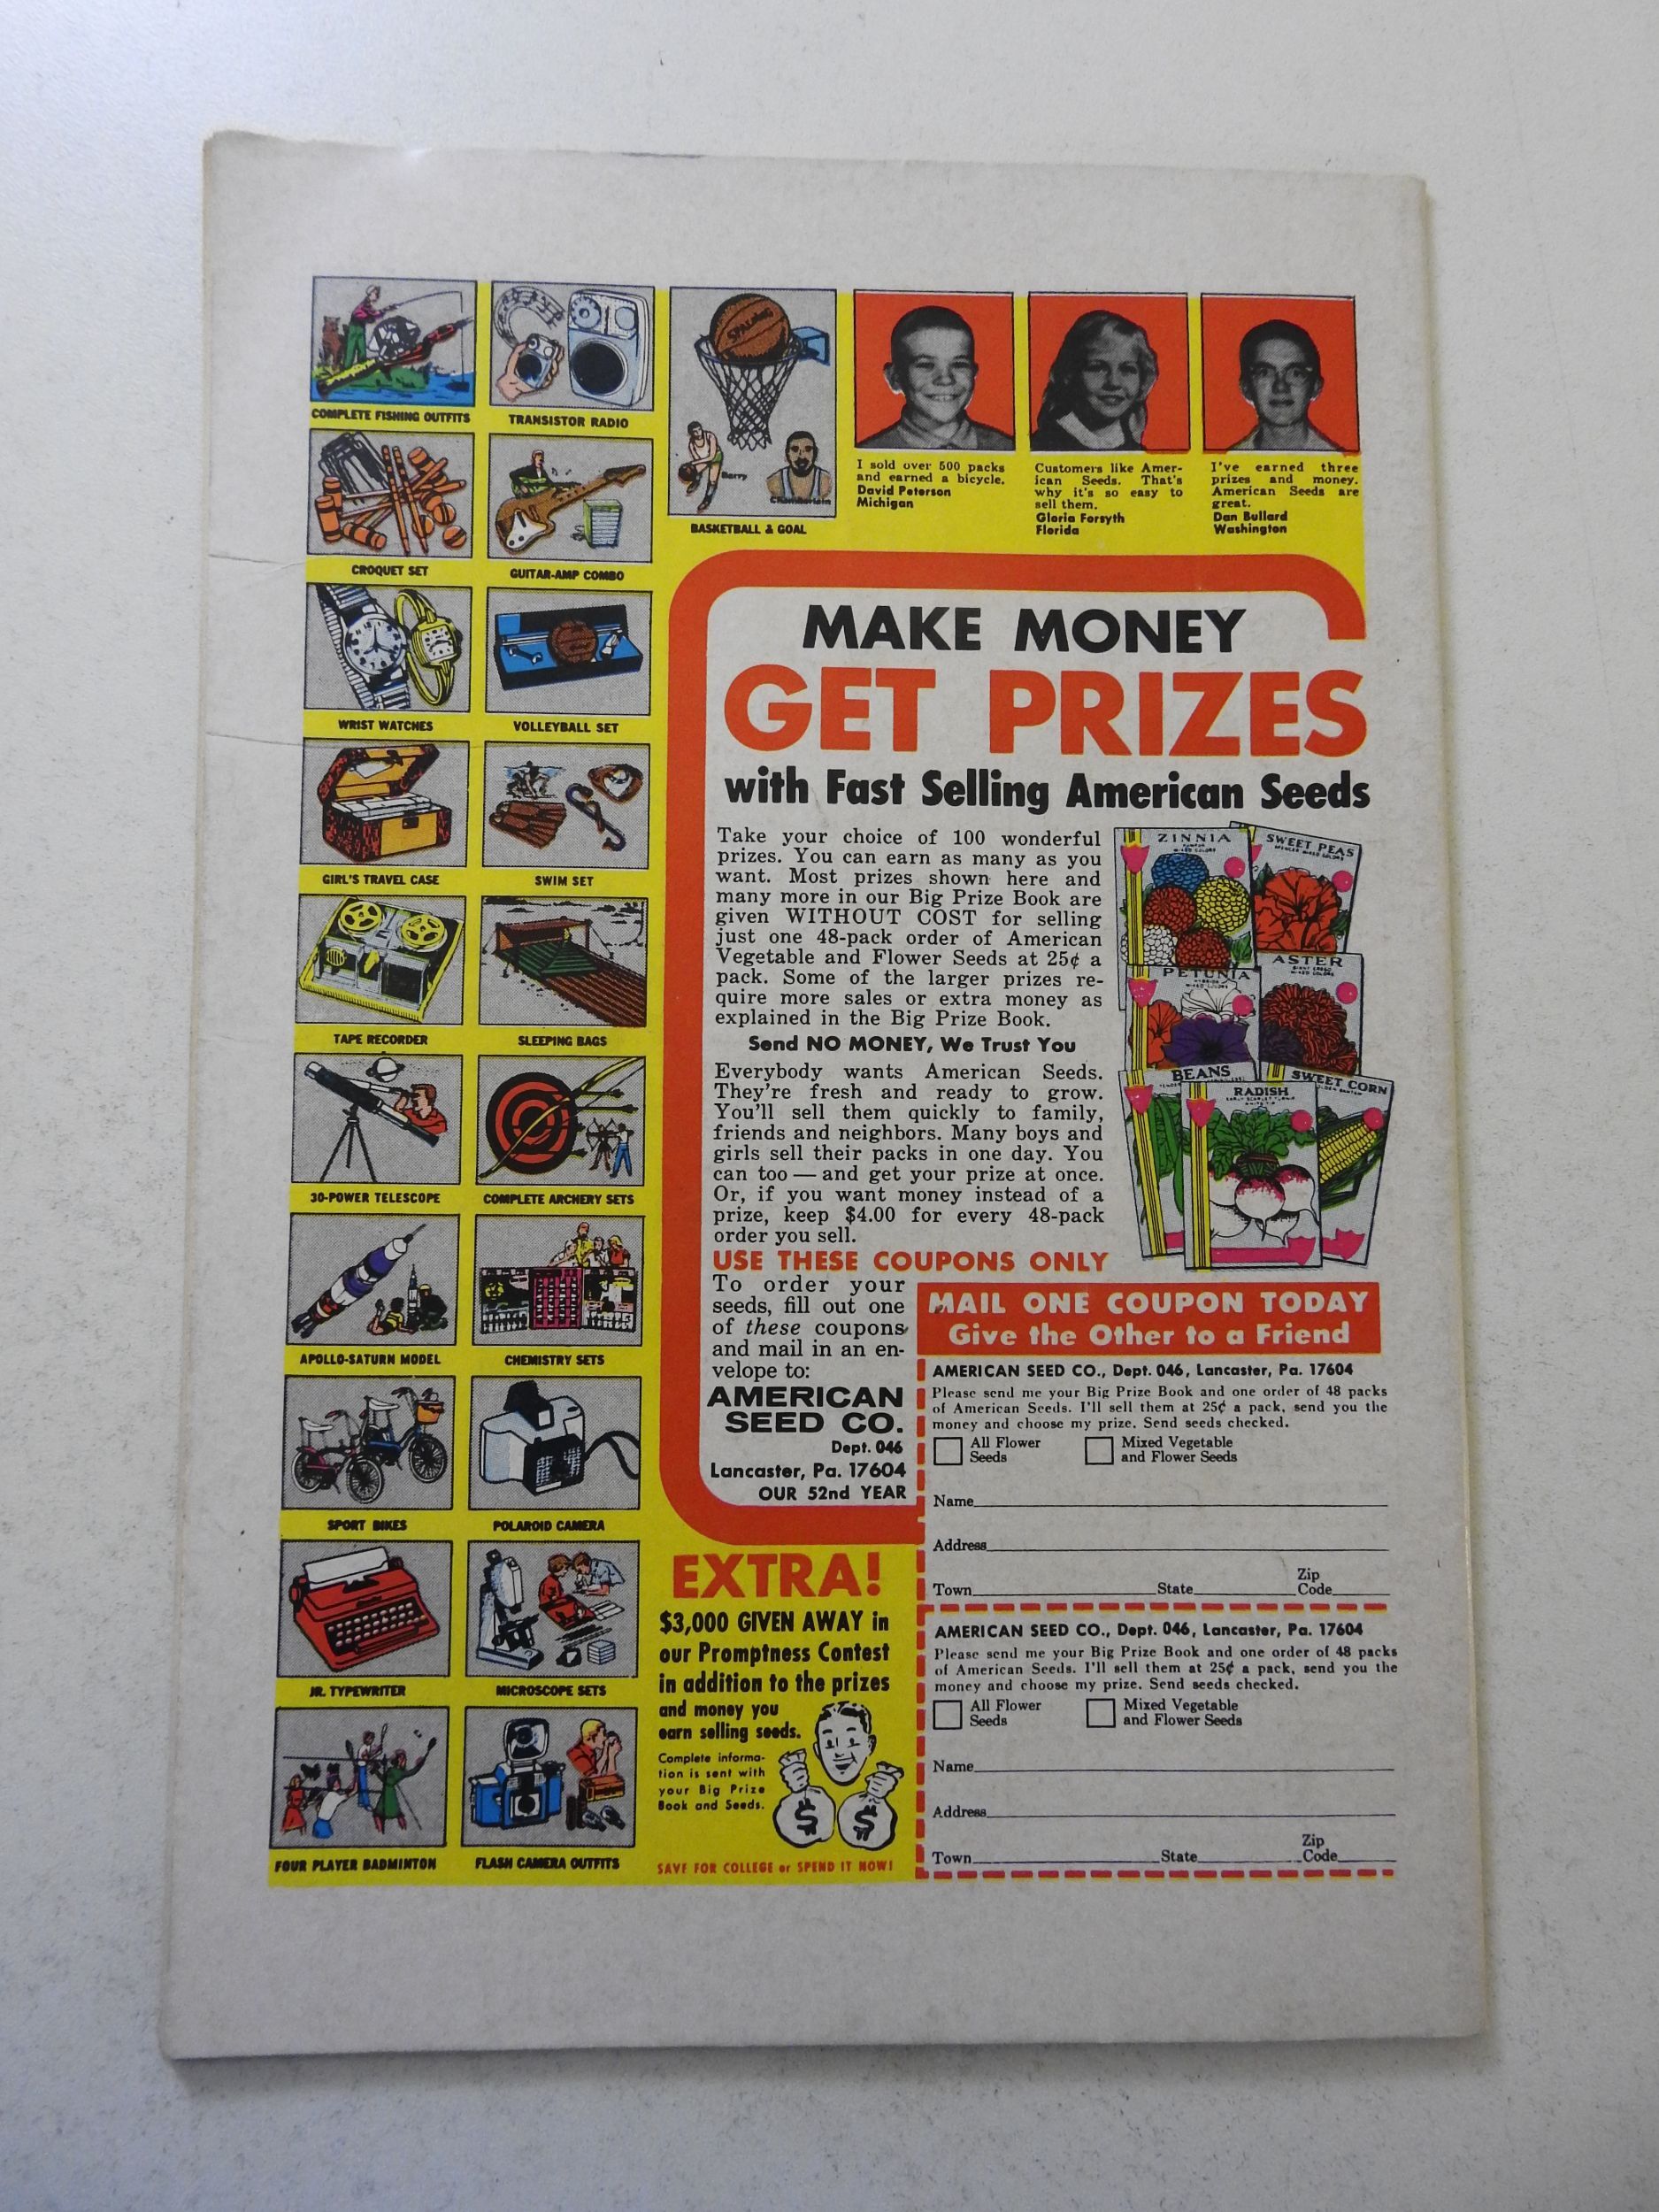 COMPLETE FISHING OUTFITS
TRANSISTOR RADIO
CROQUET SET
GUITAR-AMP COMBO
WRIST WATCHES
VOLLEYBALL SET
GIRL'S TRAVEL CASE
SWIM SET
TAPE RECORDER
SLEEPING BAGS
30-POWER TELESCOPE
COMPLETE ARCHERY SETS
APOLLO-SATURN MODEL
CHEMISTRY SETS
SPORT BIKES
POLAROID CAMERA
JR. TYPEWRITER
MICROSCOPE SETS
FOUR PLAYER BADMINTON
FLASH CAMERA OUTFITS
SPALDING
Barry
Chamberlain
BASKETBALL & GOAL
I sold over 500 packs
and earned a bicycle.
David Peterson
Michigan
Customers like Amer-
ican Seeds. That's
why it's so easy to
sell them.
Gloria Forsyth
Florida
I've earned three
prizes and money.
American Seeds are
great.
Dan Bullard
Washington
MAKE MONEY
GET PRIZES
with Fast Selling American Seeds
Take your choice of 100 wonderful
prizes. You can earn as many as you
want. Most prizes shown here and
many more in our Big Prize Book are
given WITHOUT COST for selling
just one 48-pack order of American
Vegetable and Flower Seeds at 25¢ a
pack. Some of the larger prizes re-
quire more sales or extra money as
explained in the Big Prize Book.
Send NO MONEY, We Trust You
Everybody wants American Seeds.
They're fresh and ready to grow.
You'll sell them quickly to family,
friends and neighbors. Many boys and
girls sell their packs in one day. You
can too — and get your prize at once.
Or, if you want money instead of a
prize, keep $4.00 for every 48-pack
order you sell.
ZINNIA
SWEET PEAS
PETUNIA
ASTER
BEANS
RADISH
SWEET CORN
USE THESE COUPONS ONLY
To order your
seeds, fill out one
of these coupons
and mail in an en-
velope to:
AMERICAN
SEED CO.
Dept. 046
Lancaster, Pa. 17604
OUR 52nd YEAR
MAIL ONE COUPON TODAY
Give the Other to a Friend
AMERICAN SEED CO., Dept. 046, Lancaster, Pa. 17604
Please send me your Big Prize Book and one order of 48 packs
of American Seeds. I'll sell them at 25¢ a pack, send you the
money and choose my prize. Send seeds checked.
All Flower Seeds
Mixed Vegetable and Flower Seeds
Name
Address
Town State Zip Code
AMERICAN SEED CO., Dept. 046, Lancaster, Pa. 17604
Please send me your Big Prize Book and one order of 48 packs
of American Seeds. I'll sell them at 25¢ a pack, send you the
money and choose my prize. Send seeds checked.
All Flower Seeds
Mixed Vegetable and Flower Seeds
Name
Address
Town State Zip Code
EXTRA!
$3,000 GIVEN AWAY in
our Promptness Contest
in addition to the prizes
and money you
earn selling seeds.
Complete informa-
tion is sent with
your Big Prize
Book and Seeds.
$ $
SAVE FOR COLLEGE or SPEND IT NOW!